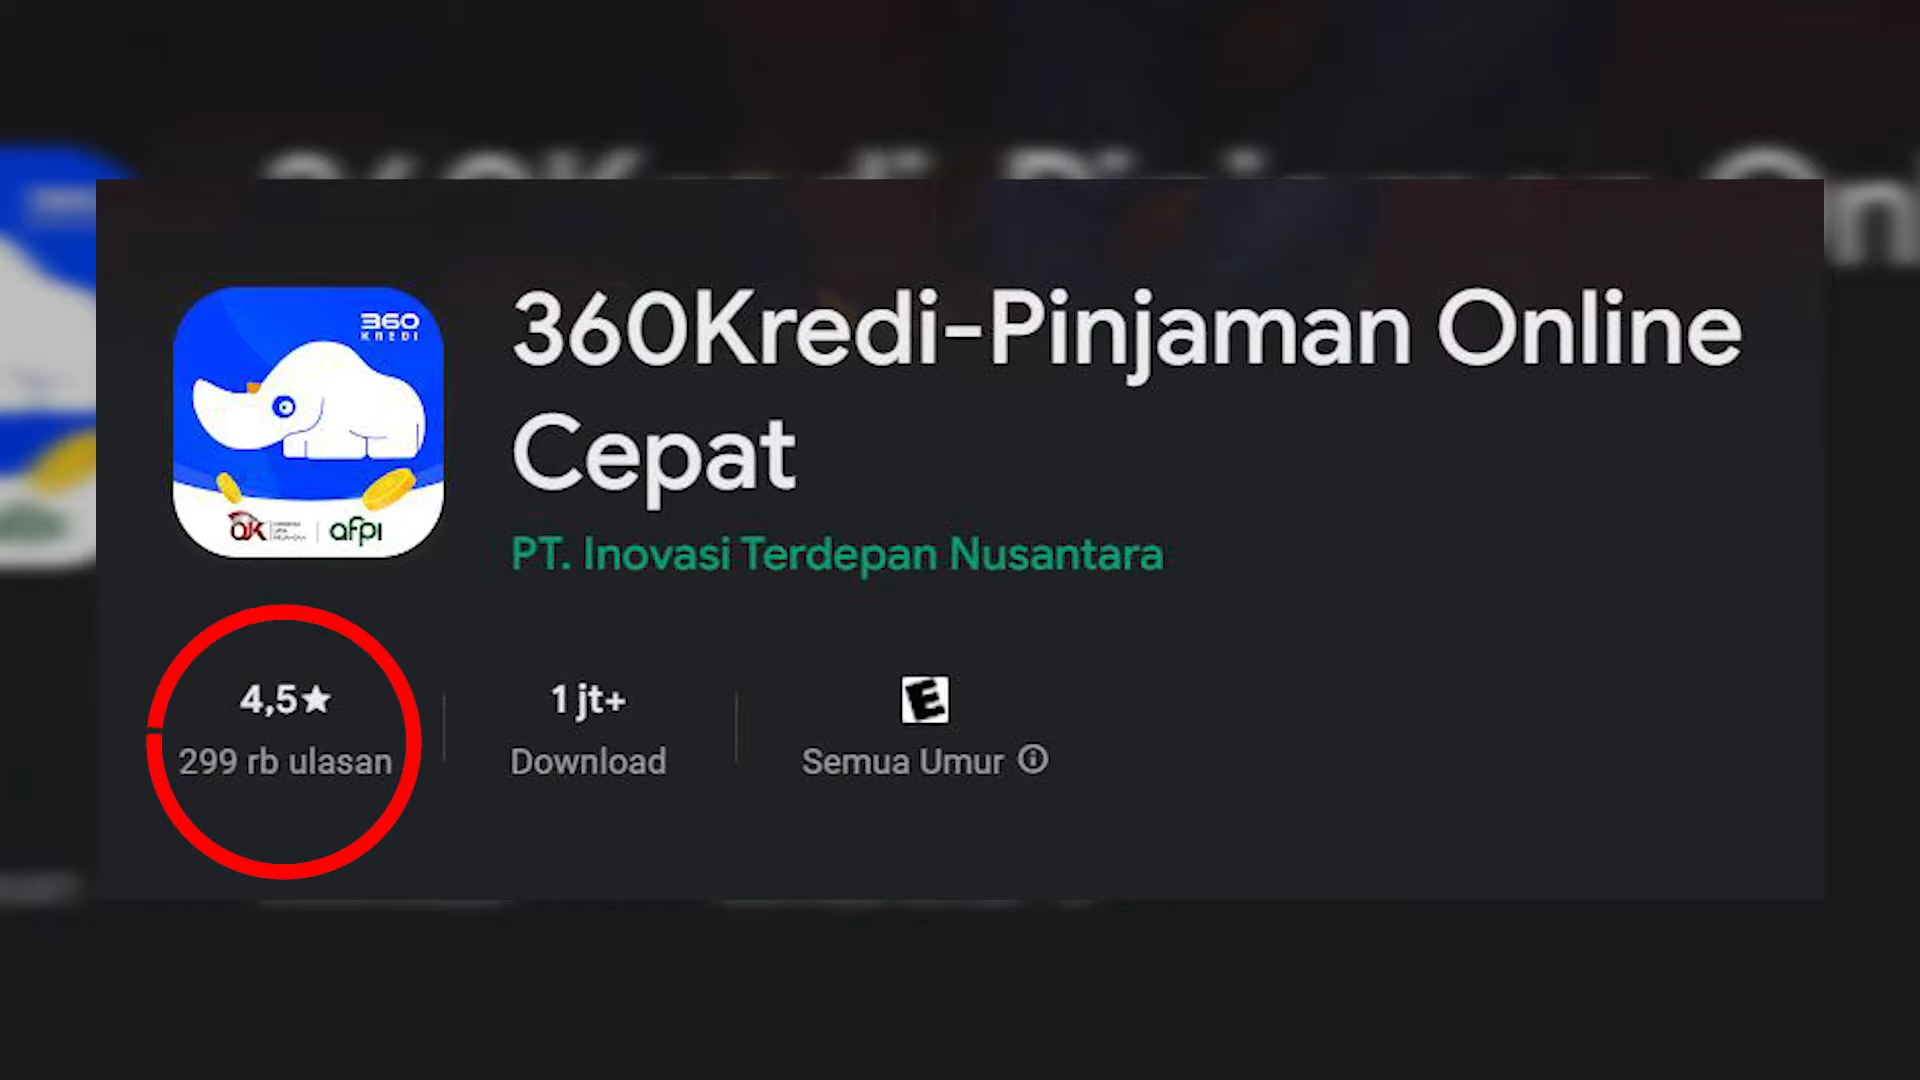 360Kredi-Pinjaman Online
Cepat
PT. Inovasi Terdepan Nusantara
360
KREDI
OJK
afpi
4,5★
299 rb ulasan
1 jt+
Download
E
Semua Umur